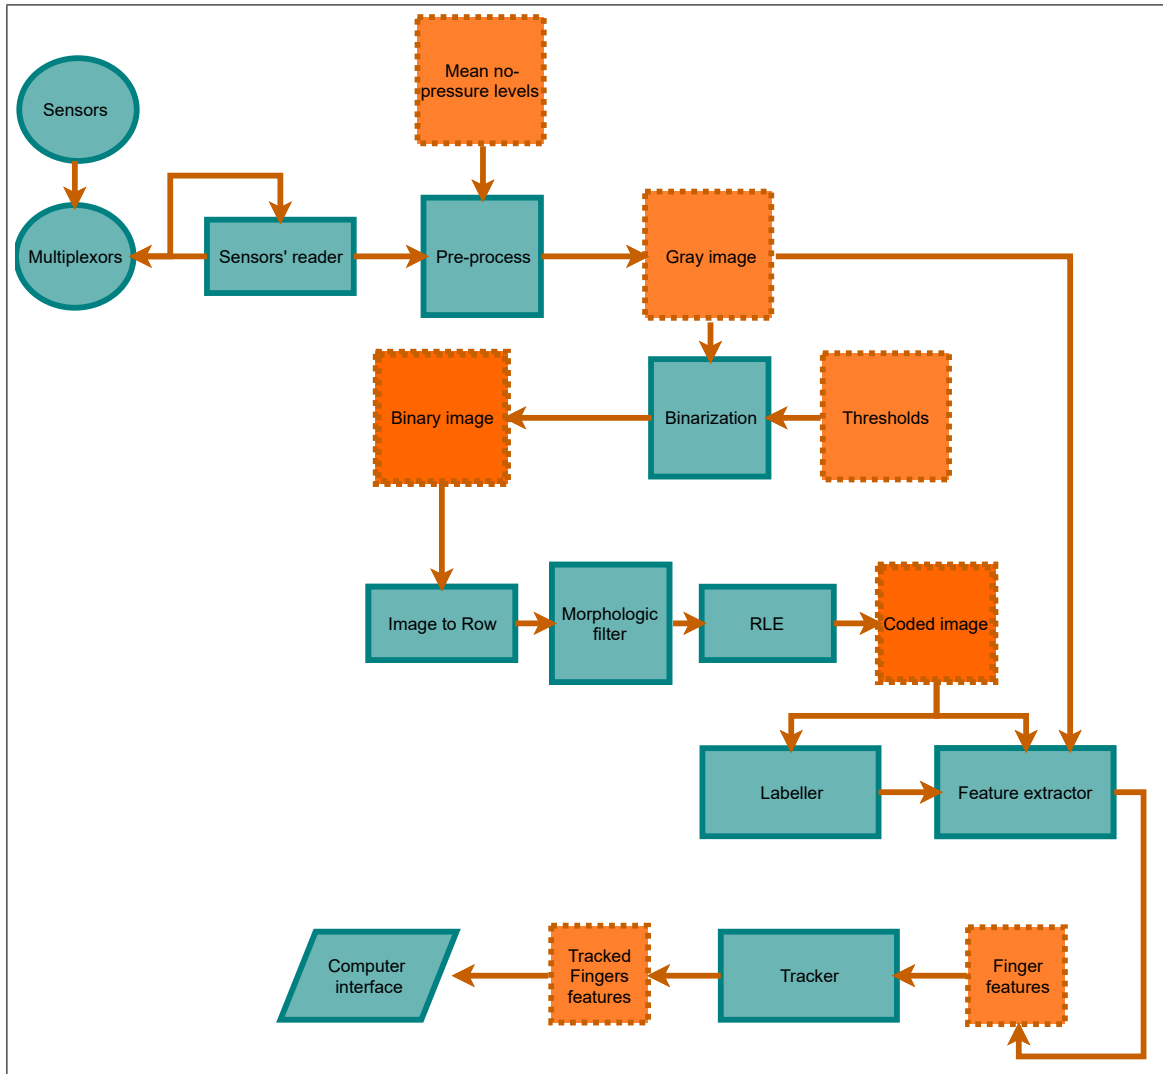 Mean no-
pressure levels
Sensors
Multiplexors
Sensors' reader
Pre-process
Gray image
Binary image
Binarization
Thresholds
Image to Row
Morphologic
filter
RLE
Coded image
Labeller
Feature extractor
Computer
interface
Tracked
Fingers
features
Tracker
Finger
features